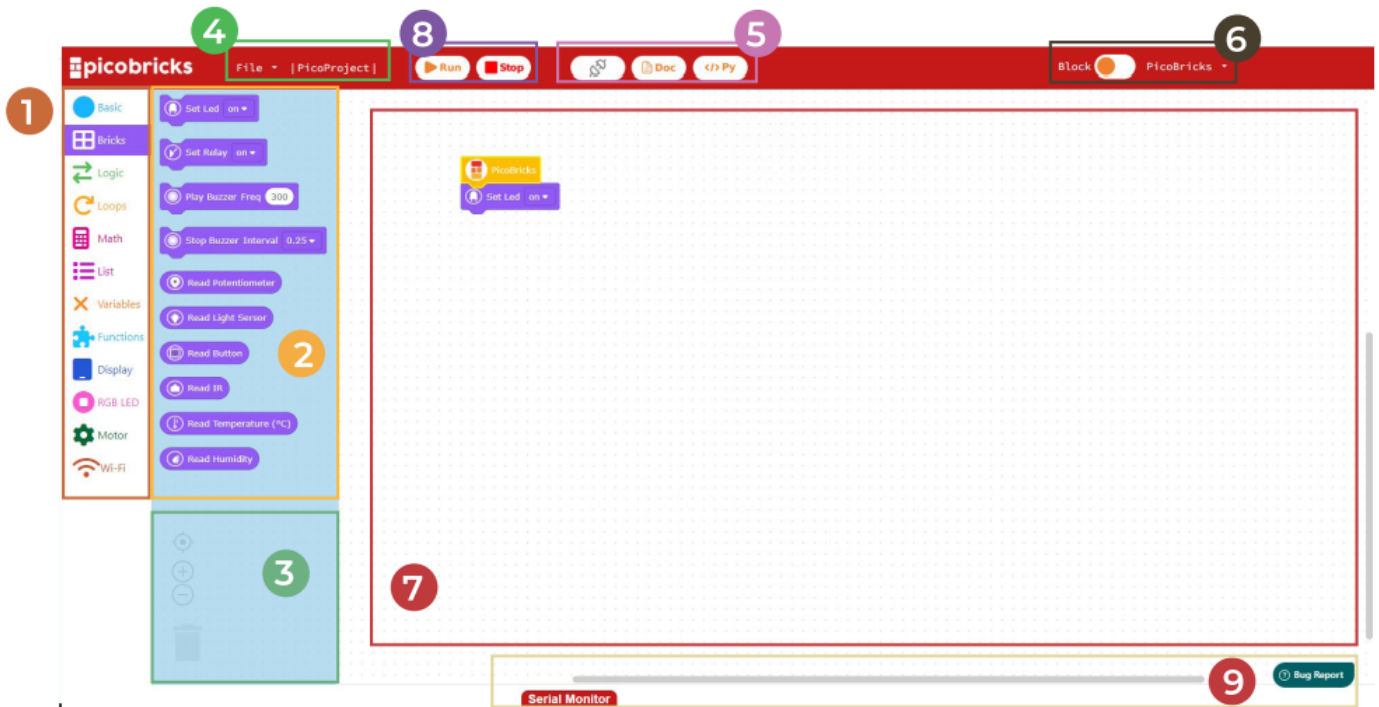 4
8
5
6
picobricks
File
|PicoProject|
Run
Stop
Doc
</> Py
Block
PicoBricks
1
Basic
Bricks
Logic
Loops
Math
List
Variables
Functions
Display
RGB LED
Motor
Wi-Fi
Set Led on
Set Relay on
Play Buzzer Freq 300
Stop Buzzer Interval 0.25
Read Potentiometer
Read Light Sersor
Read Button
Read IR
Read Temperature (°C)
Read Humidity
2
3
PicoBricks
Set Led on
7
9
Serial Monitor
Bug Report